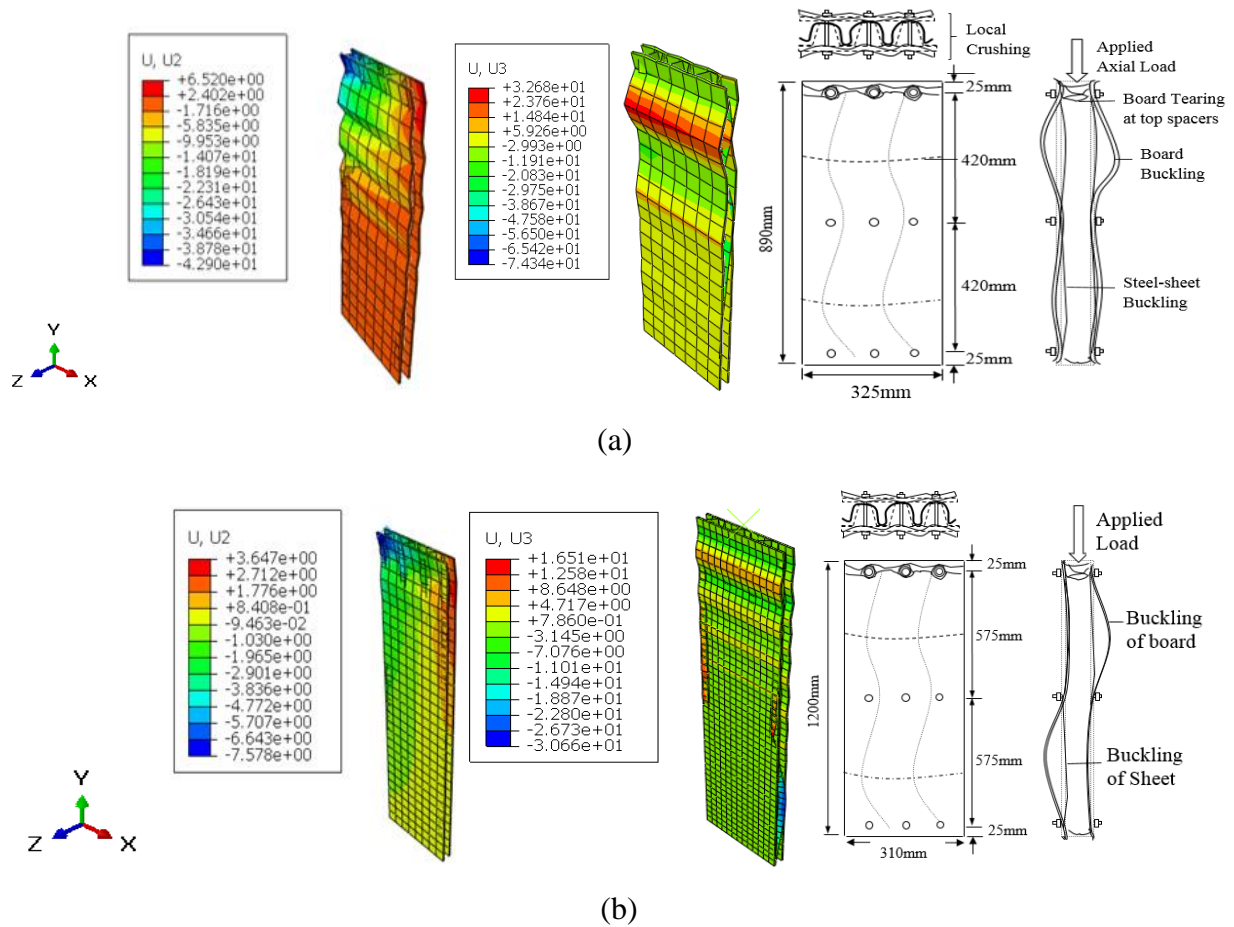 U, U2
+6.520e+00
+2.402e+00
-1.716e+00
-5.835e+00
-9.953e+00
-1.407e+01
-1.819e+01
-2.231e+01
-2.643e+01
-3.054e+01
-3.466e+01
-3.878e+01
-4.290e+01
Y
Z
X
U, U3
+3.268e+01
+2.376e+01
+1.484e+01
+5.926e+00
-2.993e+00
-1.191e+01
-2.083e+01
-2.975e+01
-3.867e+01
-4.758e+01
-5.650e+01
-6.542e+01
-7.434e+01
Local
Crushing
890mm
25mm
420mm
420mm
25mm
325mm
Applied
Axial Load
Board Tearing
at top spacers
Board
Buckling
Steel-sheet
Buckling
(a)
U, U2
+3.647e+00
+2.712e+00
+1.776e+00
+8.408e-01
-9.463e-02
-1.030e+00
-1.965e+00
-2.901e+00
-3.836e+00
-4.772e+00
-5.707e+00
-6.643e+00
-7.578e+00
Y
Z
X
U, U3
+1.651e+01
+1.258e+01
+8.648e+00
+4.717e+00
+7.860e-01
-3.145e+00
-7.076e+00
-1.101e+01
-1.494e+01
-1.887e+01
-2.280e+01
-2.673e+01
-3.066e+01
1200mm
25mm
575mm
575mm
25mm
310mm
Applied
Load
Buckling
of board
Buckling
of Sheet
(b)